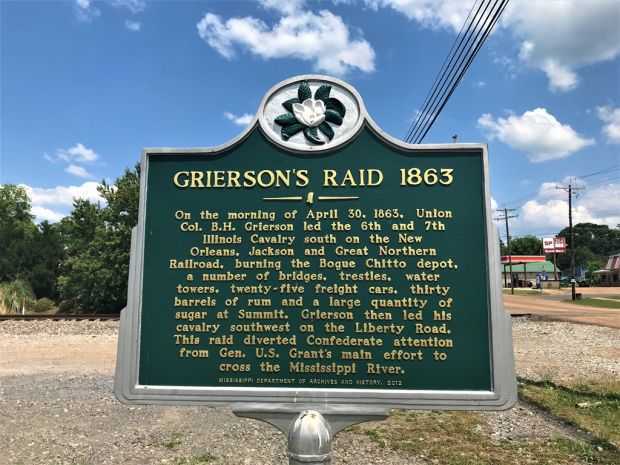 GRIERSON'S RAID 1863
On the morning of April 30, 1863, Union
Col. B.H. Grierson led the 6th and 7th
Illinois Cavalry south on the New
Orleans, Jackson and Great Northern
Railroad, burning the Bogue Chitto depot,
a number of bridges, trestles, water
towers, twenty-five freight cars, thirty
barrels of rum and a large quantity of
sugar at Summit. Grierson then led his
cavalry southwest on the Liberty Road.
This raid diverted Confederate attention
from Gen. U.S. Grant's main effort to
cross the Mississippi River.
MISSISSIPPI DEPARTMENT OF ARCHIVES AND HISTORY, 2012